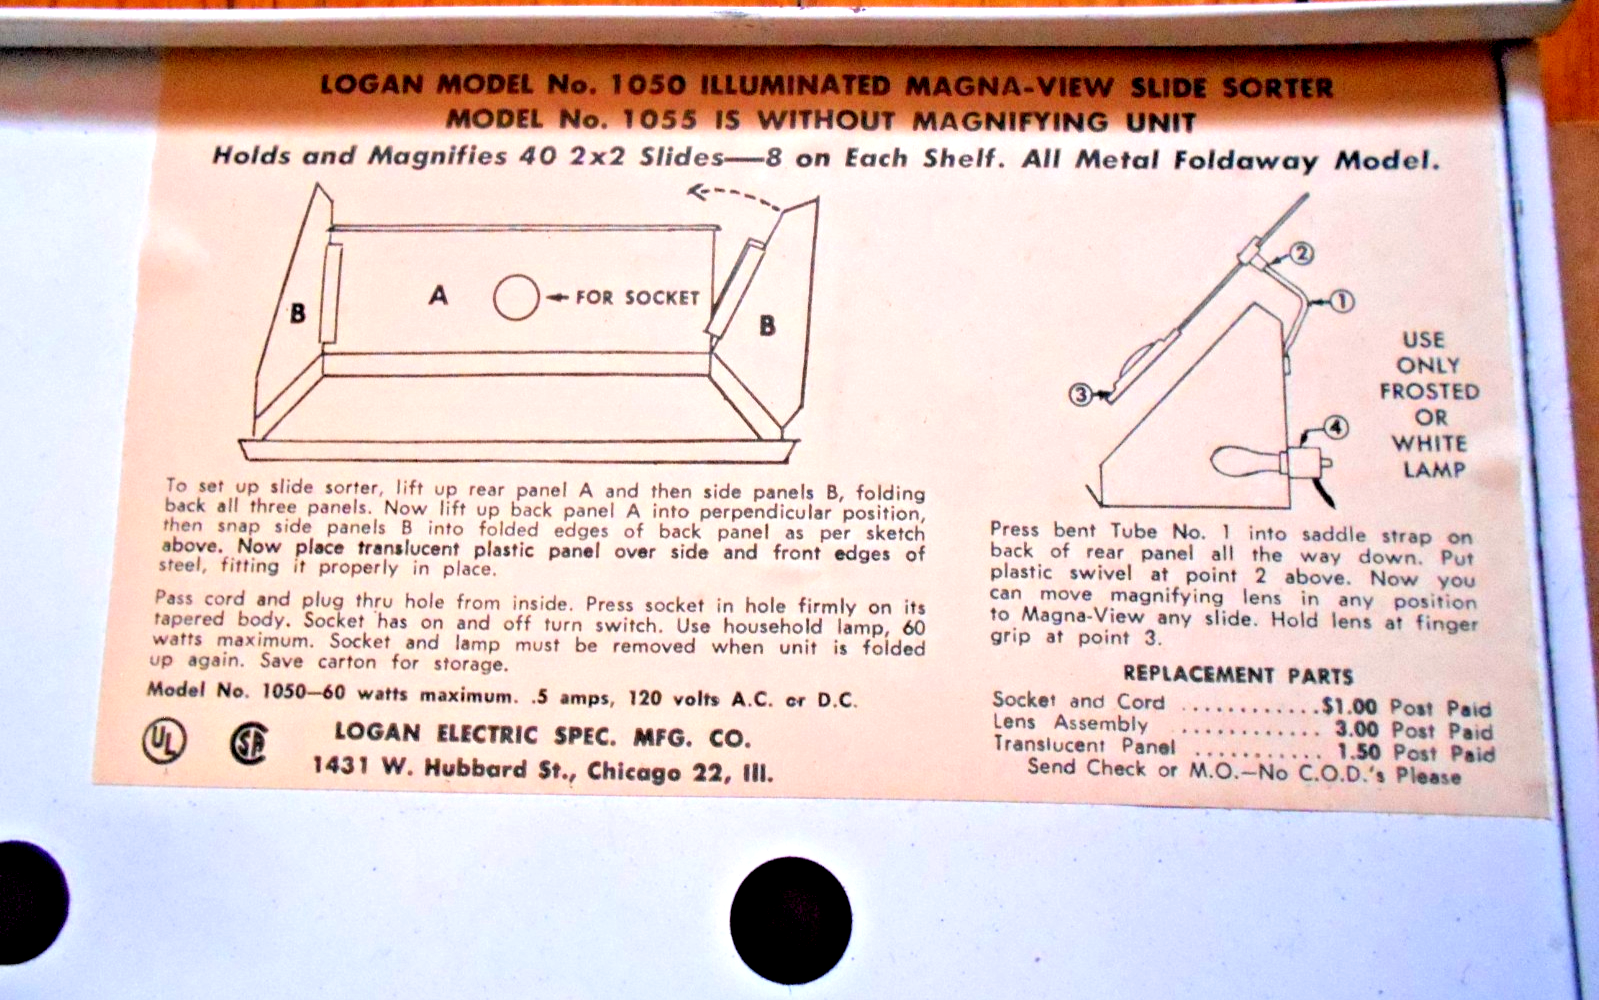 LOGAN MODEL No. 1050 ILLUMINATED MAGNA-VIEW SLIDE SORTER
MODEL No. 1055 IS WITHOUT MAGNIFYING UNIT
Holds and Magnifies 40 2x2 Slides—8 on Each Shelf. All Metal Foldaway Model.
B
A
FOR SOCKET
B
To set up slide sorter, lift up rear panel A and then side panels B, folding
back all three panels. Now lift up back panel A into perpendicular position,
then snap side panels B into folded edges of back panel as per sketch
above. Now place translucent plastic panel over side and front edges of
steel, fitting it properly in place.
Pass cord and plug thru hole from inside. Press socket in hole firmly on its
tapered body. Socket has on and off turn switch. Use household lamp, 60
watts maximum. Socket and lamp must be removed when unit is folded
up again. Save carton for storage.
Model No. 1050—60 watts maximum. .5 amps, 120 volts A.C. or D.C.
UL
SA
LOGAN ELECTRIC SPEC. MFG. CO.
1431 W. Hubbard St., Chicago 22, Ill.
2
1
3
4
USE
ONLY
FROSTED
OR
WHITE
LAMP
Press bent Tube No. 1 into saddle strap on
back of rear panel all the way down. Put
plastic swivel at point 2 above. Now you
can move magnifying lens in any position
to Magna-View any slide. Hold lens at finger
grip at point 3.
REPLACEMENT PARTS
Socket and Cord ............$1.00 Post Paid
Lens Assembly ............ 3.00 Post Paid
Translucent Panel ........... 1.50 Post Paid
Send Check or M.O.—No C.O.D.'s Please